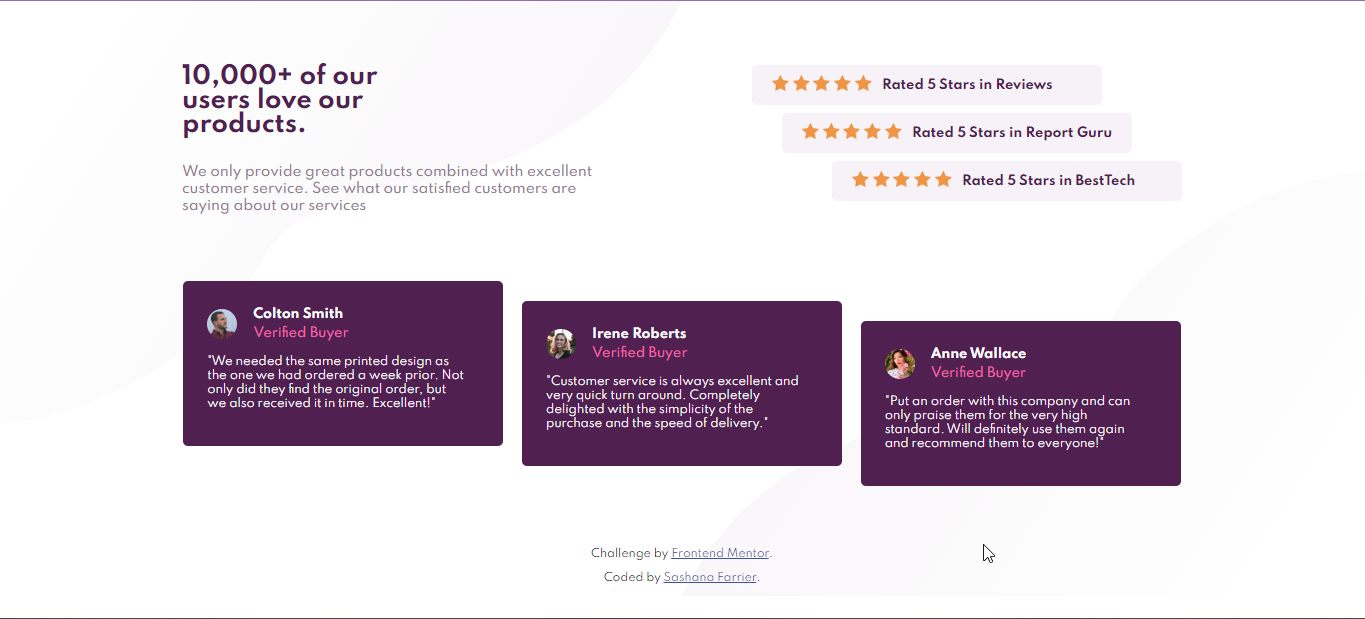 10,000+ of our
users love our
products.
We only provide great products combined with excellent
customer service. See what our satisfied customers are
saying about our services
Rated 5 Stars in Reviews
Rated 5 Stars in Report Guru
Rated 5 Stars in BestTech
Colton Smith
Verified Buyer
"We needed the same printed design as
the one we had ordered a week prior. Not
only did they find the original order, but
we also received it in time. Excellent!"
Irene Roberts
Verified Buyer
"Customer service is always excellent and
very quick turn around. Completely
delighted with the simplicity of the
purchase and the speed of delivery."
Anne Wallace
Verified Buyer
"Put an order with this company and can
only praise them for the very high
standard. Will definitely use them again
and recommend them to everyone!"
Challenge by Frontend Mentor.
Coded by Sashana Farrier.